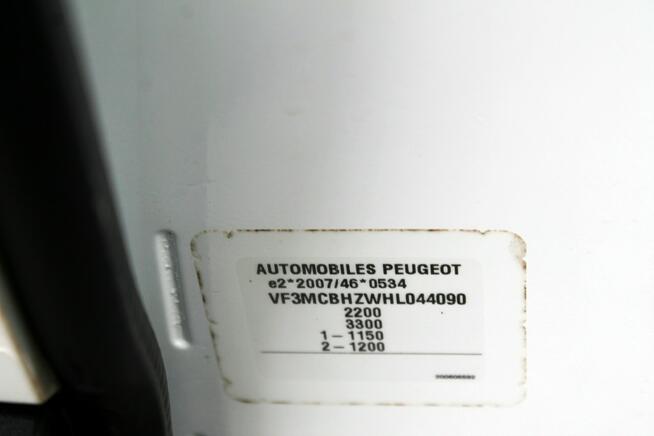 AUTOMOBILES PEUGEOT
e2*2007/46*0534
VF3MCBHZWHL044090
2200
3300
1 – 1150
2 – 1200